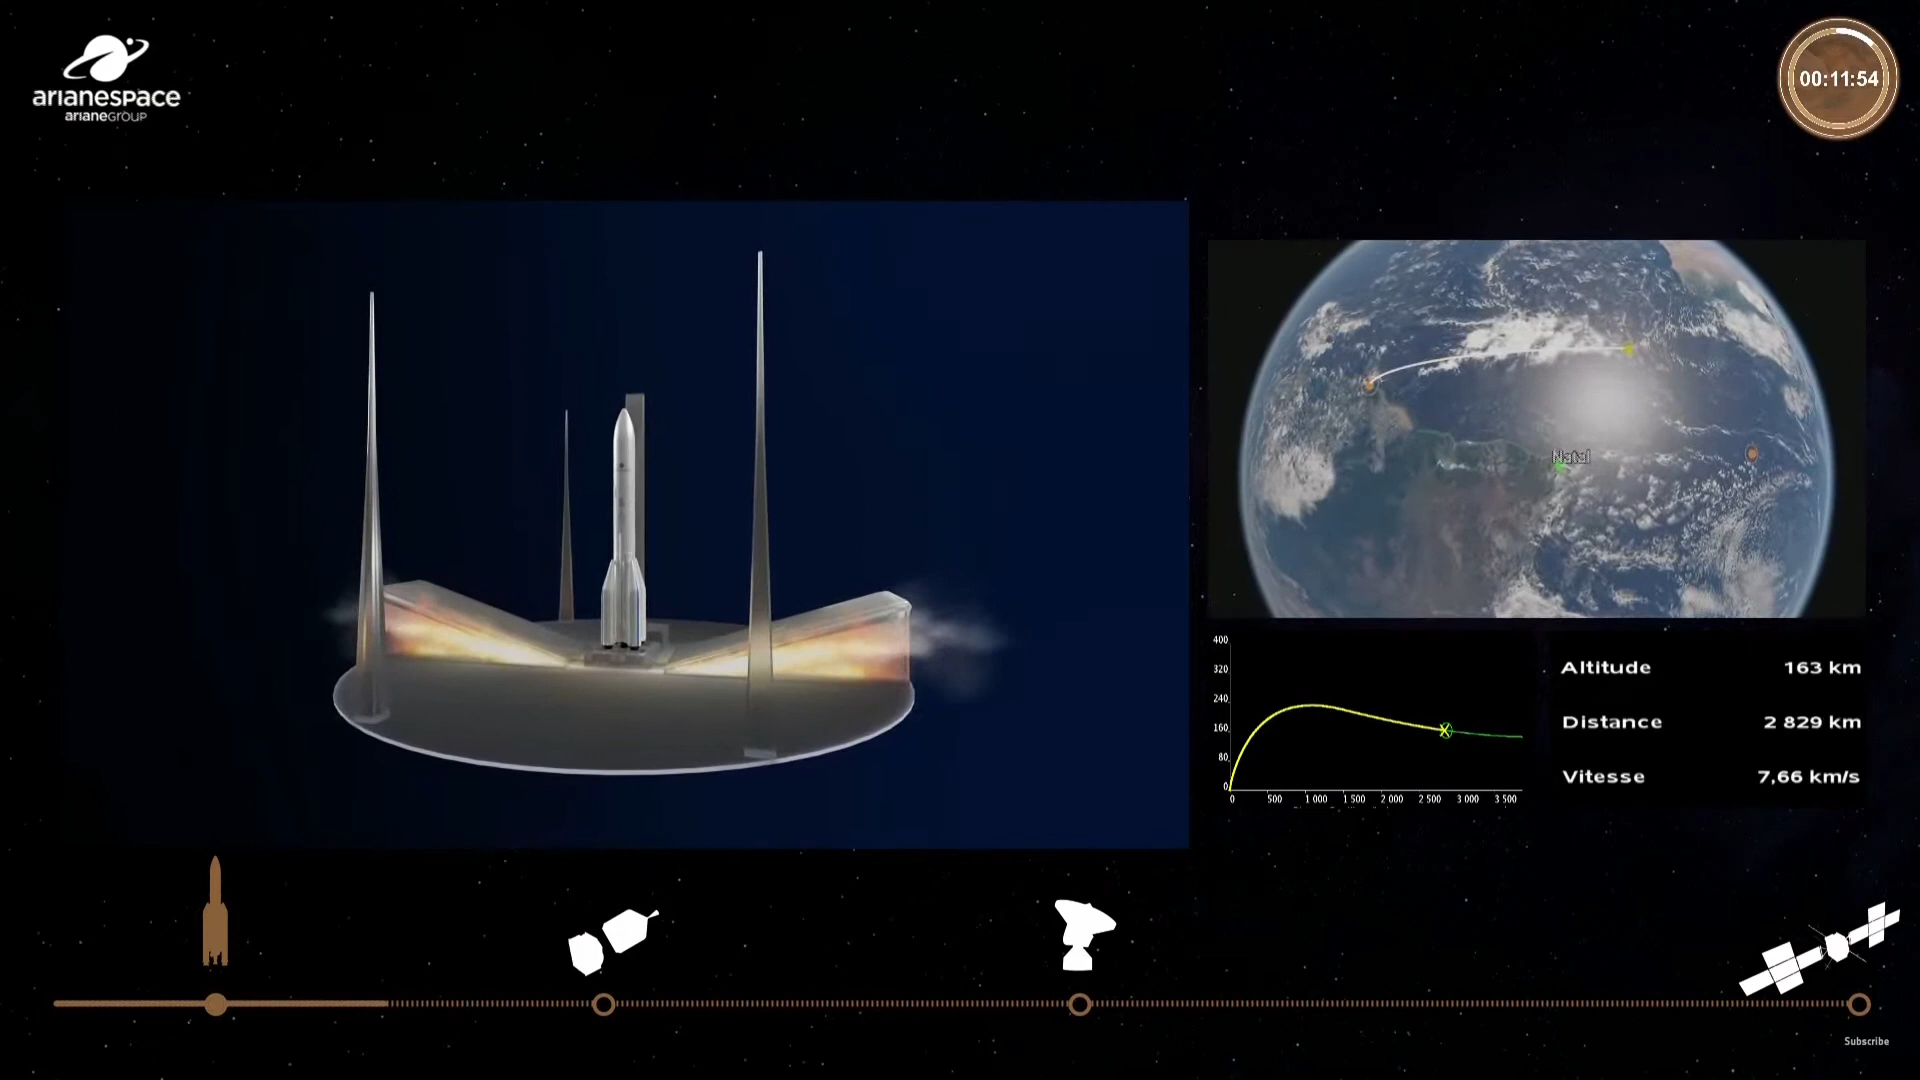 arianespace
arianeGROUP
00:11:54
Natal
400
320
240
160
80
0
0 500 1 000 1 500 2 000 2 500 3 000 3 500
Altitude 163 km
Distance 2 829 km
Vitesse 7,66 km/s
Subscribe